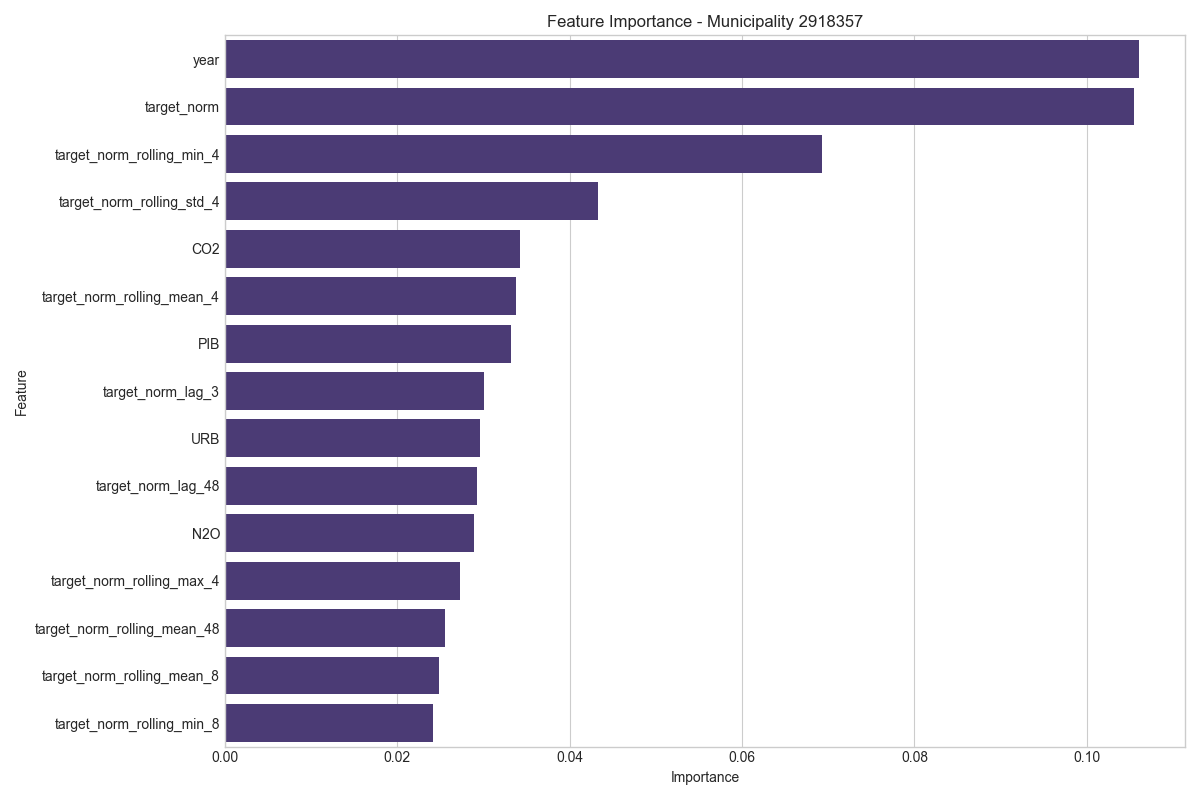 Feature Importance - Municipality 2918357
year
target_norm
target_norm_rolling_min_4
target_norm_rolling_std_4
CO2
target_norm_rolling_mean_4
PIB
target_norm_lag_3
URB
target_norm_lag_48
N2O
target_norm_rolling_max_4
target_norm_rolling_mean_48
target_norm_rolling_mean_8
target_norm_rolling_min_8
Feature
0.00 0.02 0.04 0.06 0.08 0.10
Importance